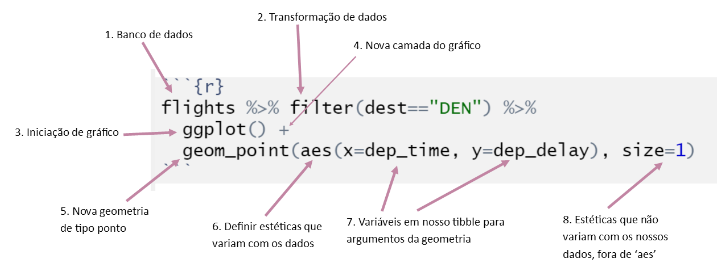 2. Transformação de dados
1. Banco de dados
4. Nova camada do gráfico
```{r}
flights %>% filter(dest=="DEN") %>%
3. Iniciação de gráfico
ggplot() +
geom_point(aes(x=dep_time, y=dep_delay), size=1)
```
5. Nova geometria
de tipo ponto
6. Definir estéticas que
variam com os dados
7. Variáveis em nosso tibble para
argumentos da geometria
8. Estéticas que não
variam com os nossos
dados, fora de ‘aes’